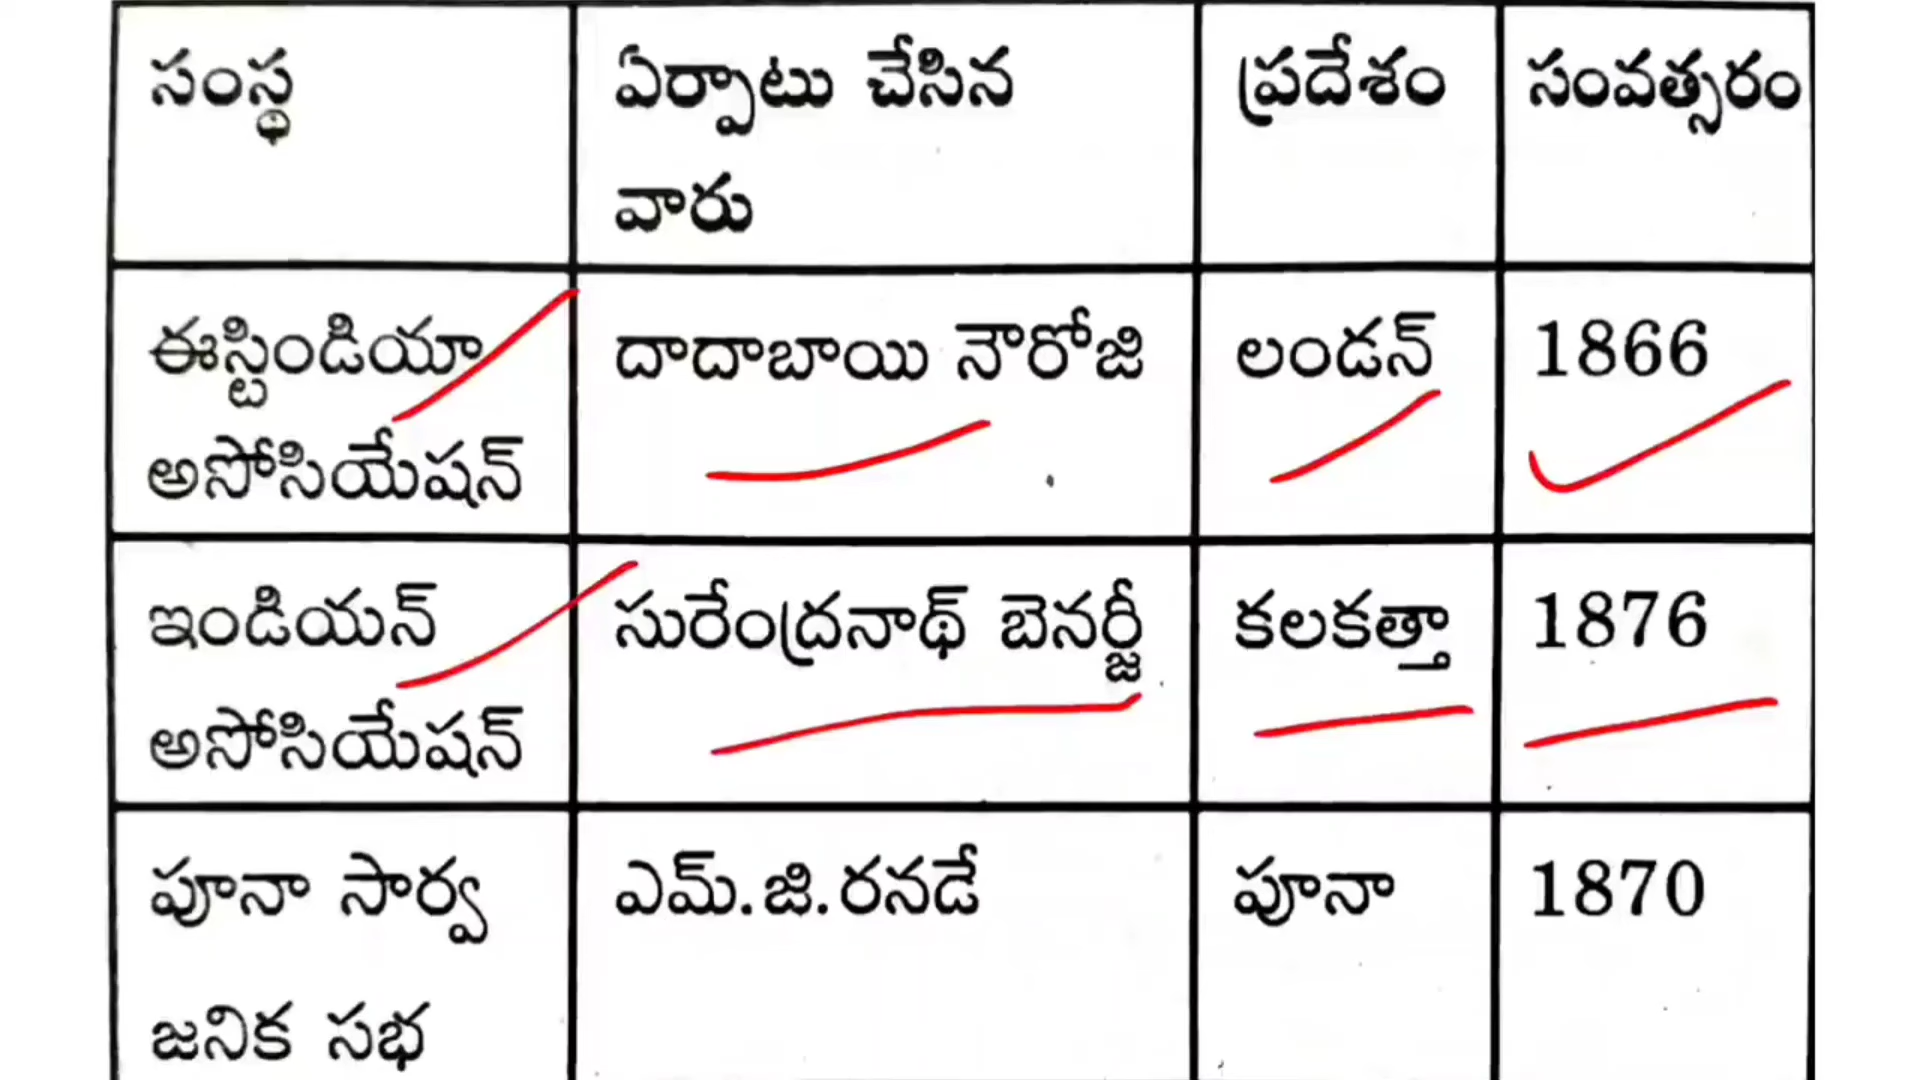 సంస్థ ఏర్పాటు చేసిన ప్రదేశం సంవత్సరం
వారు
ఈస్టిండియా దాదాబాయి నౌరోజి లండన్ 1866
అసోసియేషన్
ఇండియన్ సురేంద్రనాథ్ బెనర్జీ కలకత్తా 1876
అసోసియేషన్
పూనా సార్వ ఎమ్.జి.రనడే పూనా 1870
జనిక సభ